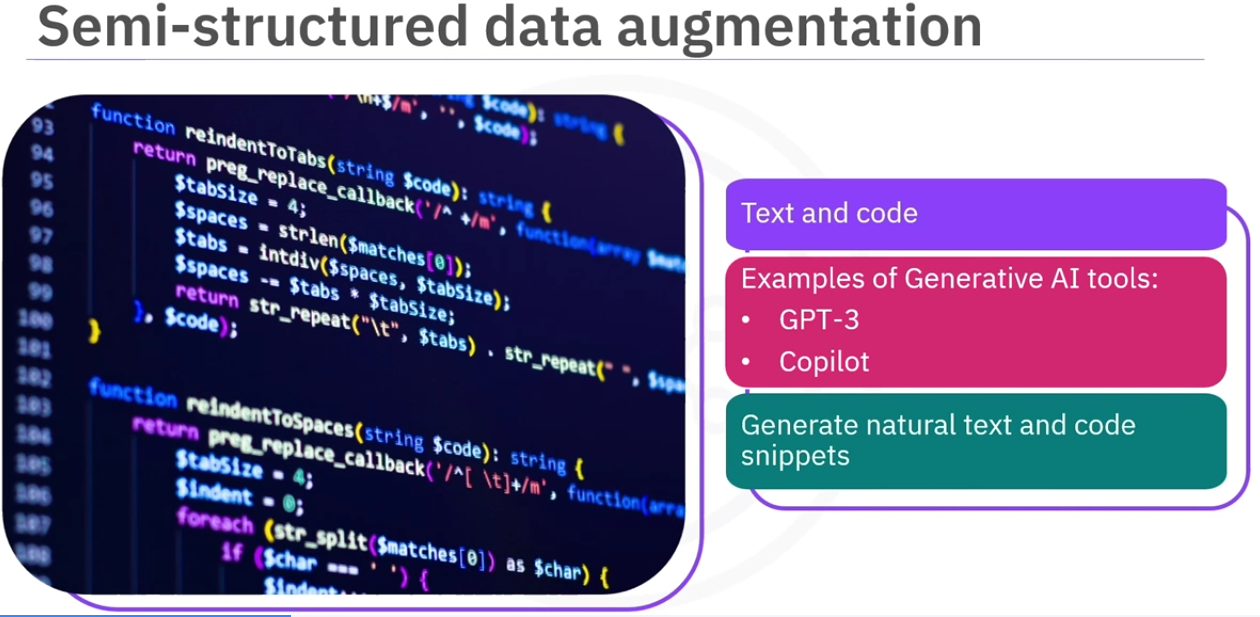 Semi-structured data augmentation
$code): string {
'/\n+$/m', '', $code);
93 function reindentToTabs(string $code): string {
94 return preg_replace_callback('/^ +/m', function(array
95 $tabSize = 4;
96 $spaces = strlen($matches[0]);
97 $tabs = intdiv($spaces, $tabSize);
98 $spaces -= $tabs * $tabSize;
99 return str_repeat("\t", $tabs) . str_repeat(" ",
100 }, $code);
101 }
102
103 function reindentToSpaces(string $code): string {
104 return preg_replace_callback('/^[ \t]+/m', function(
105 $tabSize = 4;
106 $indent = 0;
107 foreach (str_split($matches[0]) as $char) {
108 if ($char === ' ') {
Text and code
Examples of Generative AI tools:
• GPT-3
• Copilot
Generate natural text and code
snippets